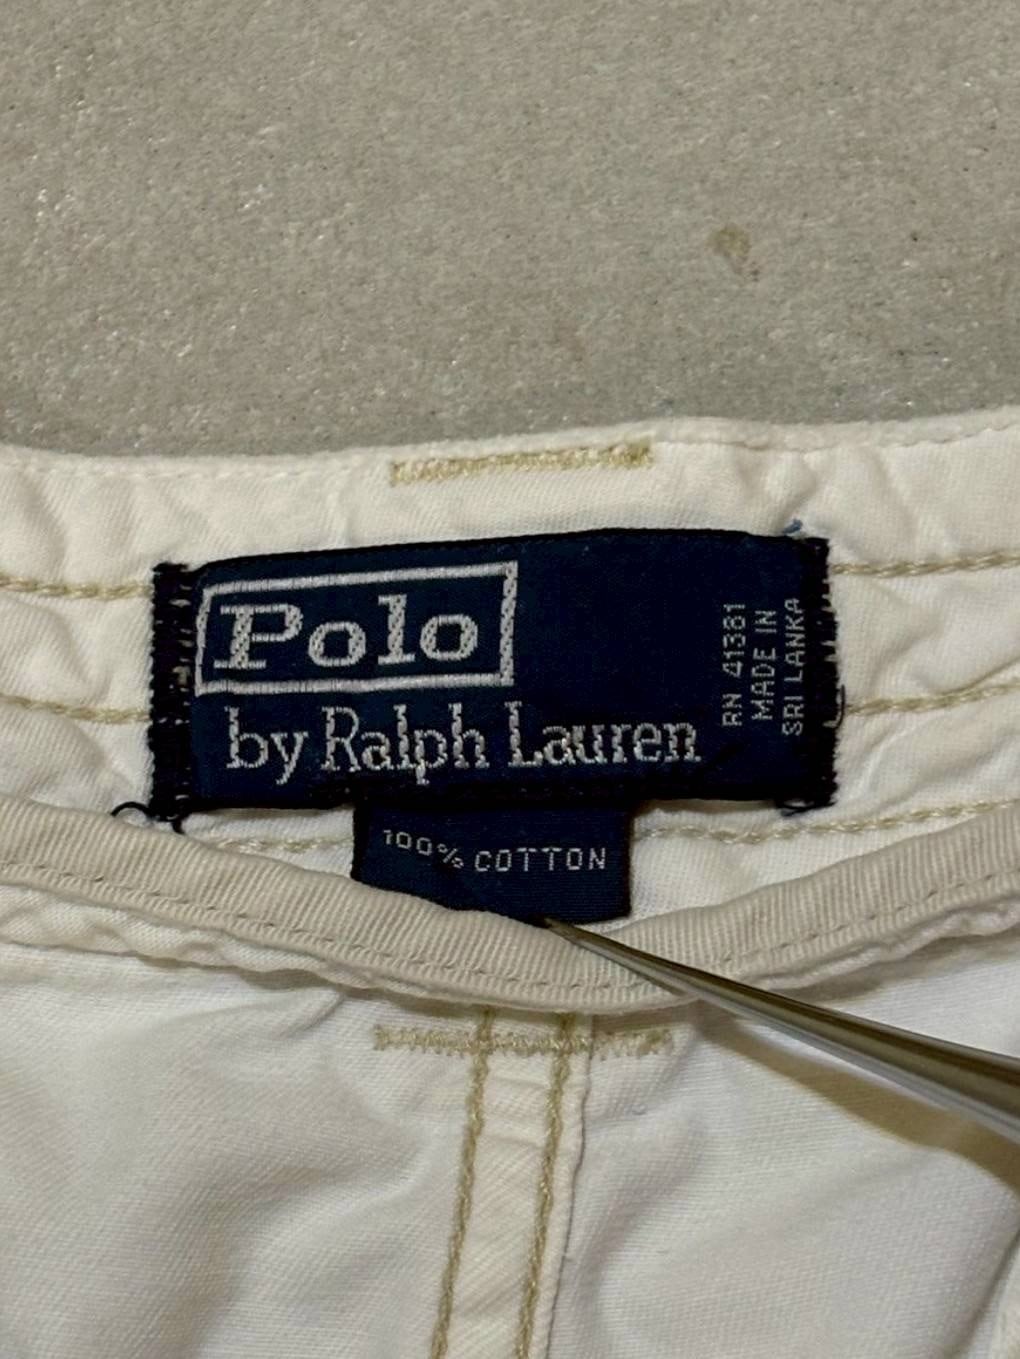 Polo
by Ralph Lauren
RN 41381
MADE IN
SRI LANKA
100% COTTON